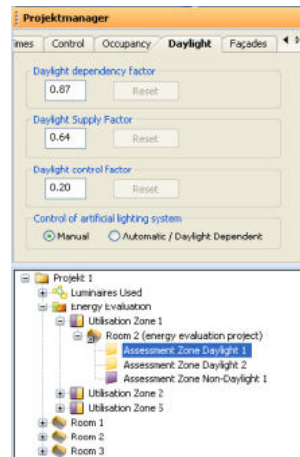 Projektmanager
imes Control Occupancy Daylight Façades
Daylight dependency factor
0.87 Reset
Daylight Supply Factor
0.64 Reset
Daylight control factor
0.20 Reset
Control of artificial lighting system
Manual Automatic / Daylight Dependent
Projekt 1
Luminaires Used
Energy Evaluation
Utilisation Zone 1
Room 2 (energy evaluation project)
Assessment Zone Daylight 1
Assessment Zone Daylight 2
Assessment Zone Non-Daylight 1
Utilisation Zone 2
Utilisation Zone 5
Room 1
Room 2
Room 3